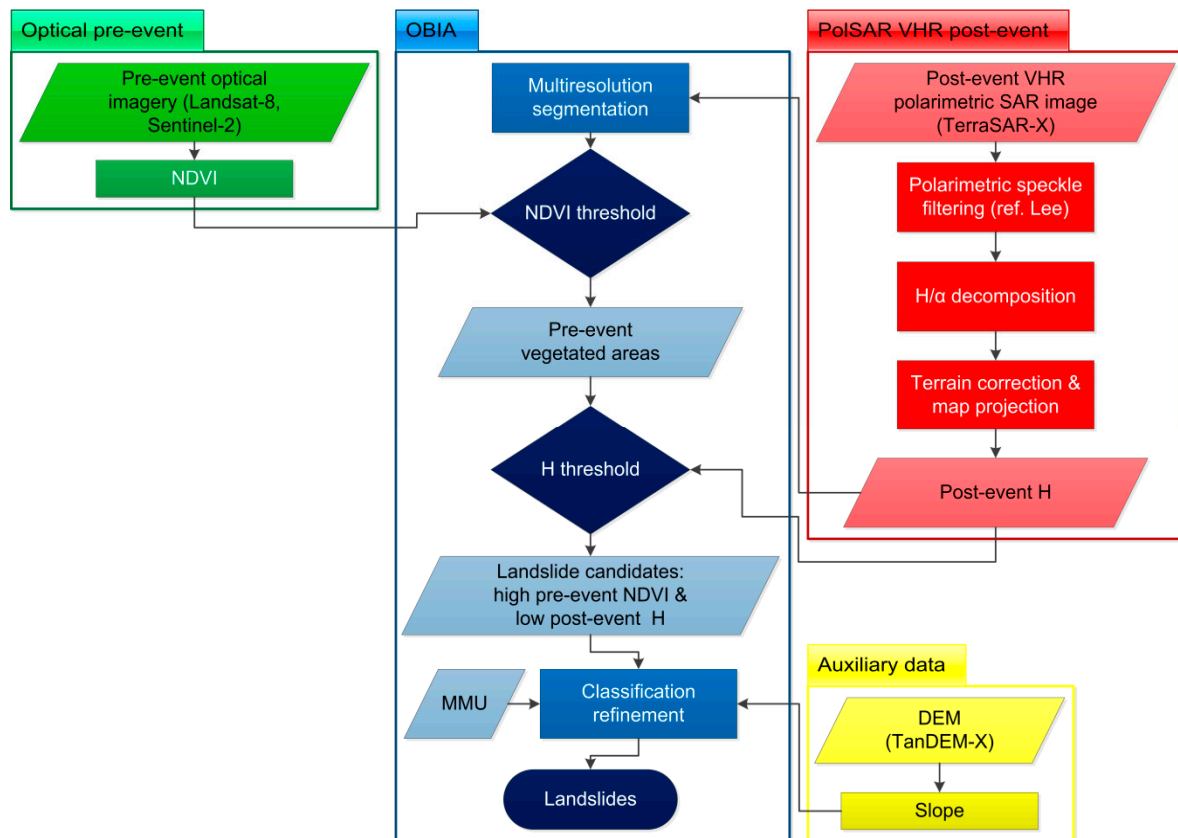 Optical pre-event
Pre-event optical
imagery (Landsat-8,
Sentinel-2)
NDVI
OBIA
Multiresolution
segmentation
NDVI threshold
Pre-event
vegetated areas
H threshold
Landslide candidates:
high pre-event NDVI &
low post-event H
MMU
Classification
refinement
Landslides
PolSAR VHR post-event
Post-event VHR
polarimetric SAR image
(TerraSAR-X)
Polarimetric speckle
filtering (ref. Lee)
H/α decomposition
Terrain correction &
map projection
Post-event H
Auxiliary data
DEM
(TanDEM-X)
Slope